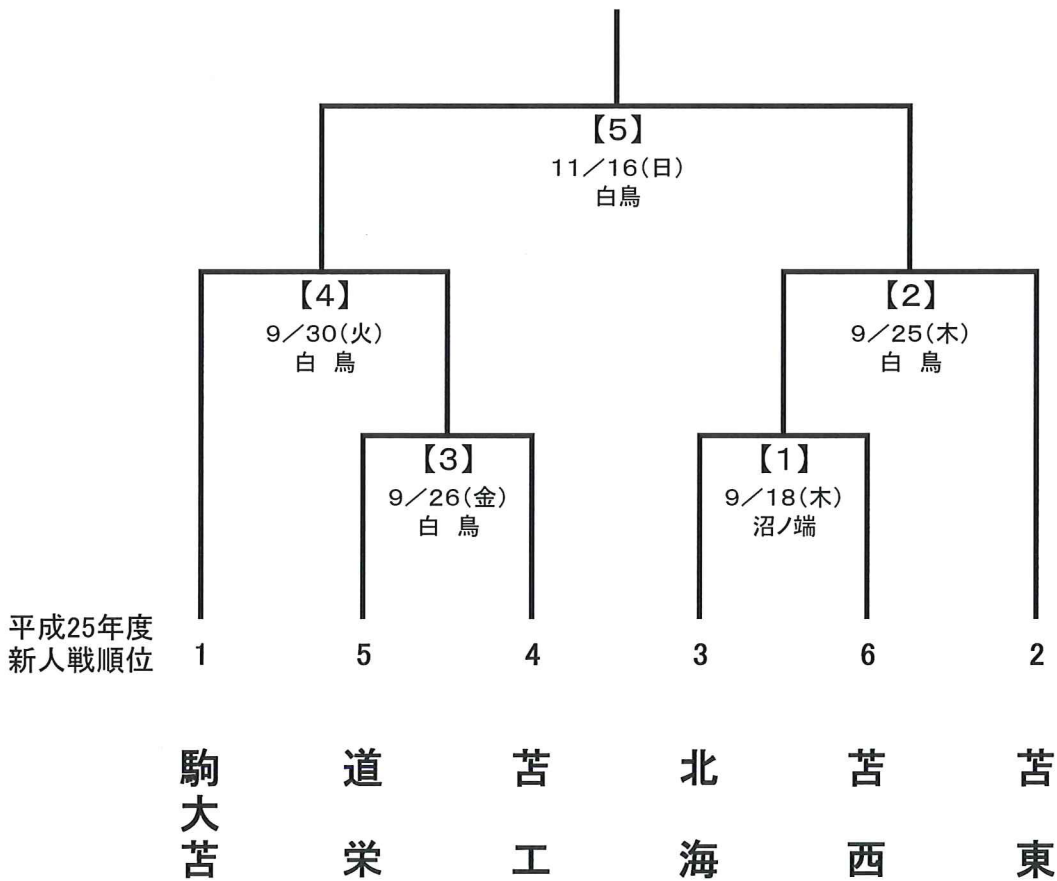 【5】
11／16(日)
白鳥
【4】
9／30(火)
白 鳥
【2】
9／25(木)
白 鳥
【3】
9／26(金)
白 鳥
【1】
9／18(木)
沼ノ端
平成25年度
新人戦順位
1 5 4 3 6 2
駒大苫
道栄
苫工
北海
苫西
苫東